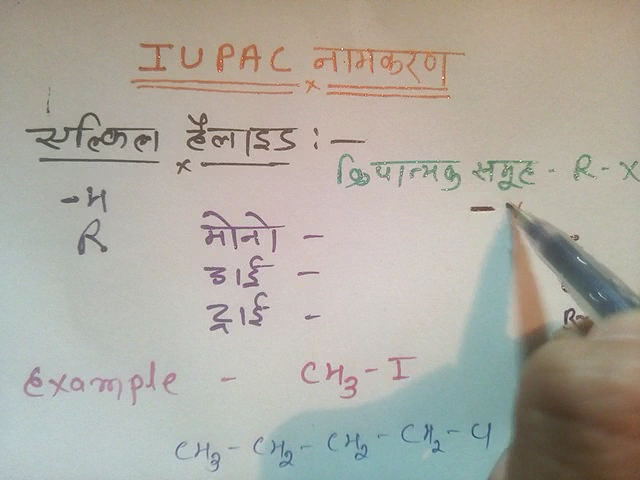 IUPAC नामकरण
एल्किल हैलाइड : —
क्रियात्मक समूह - R - X
- H
R
मोनो -
डाई -
ट्राई -
Example - CH3 - I
CH3 - CH2 - CH2 - CH2 - Cl